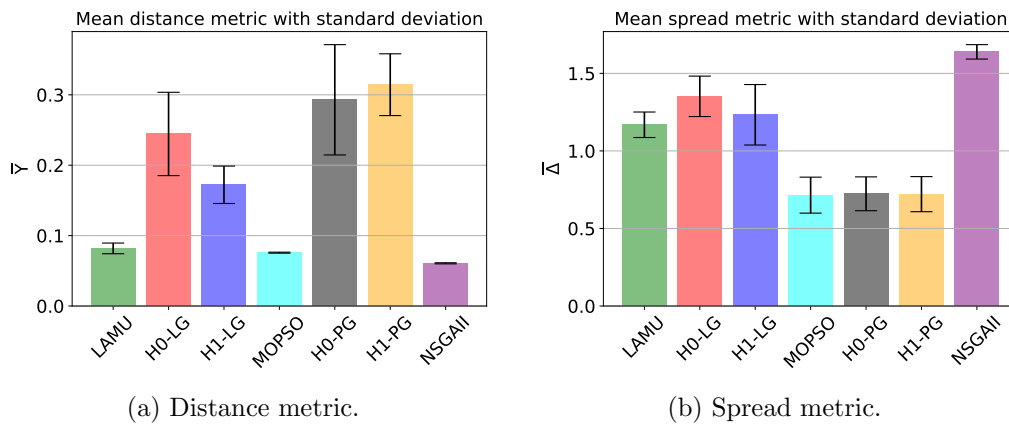 Mean distance metric with standard deviation
0.3
0.2
0.1
0.0
Υ̅
LAMU
H0-LG
H1-LG
MOPSO
H0-PG
H1-PG
NSGAII
(a) Distance metric.
Mean spread metric with standard deviation
1.5
1.0
0.5
0.0
Δ̅
LAMU
H0-LG
H1-LG
MOPSO
H0-PG
H1-PG
NSGAII
(b) Spread metric.